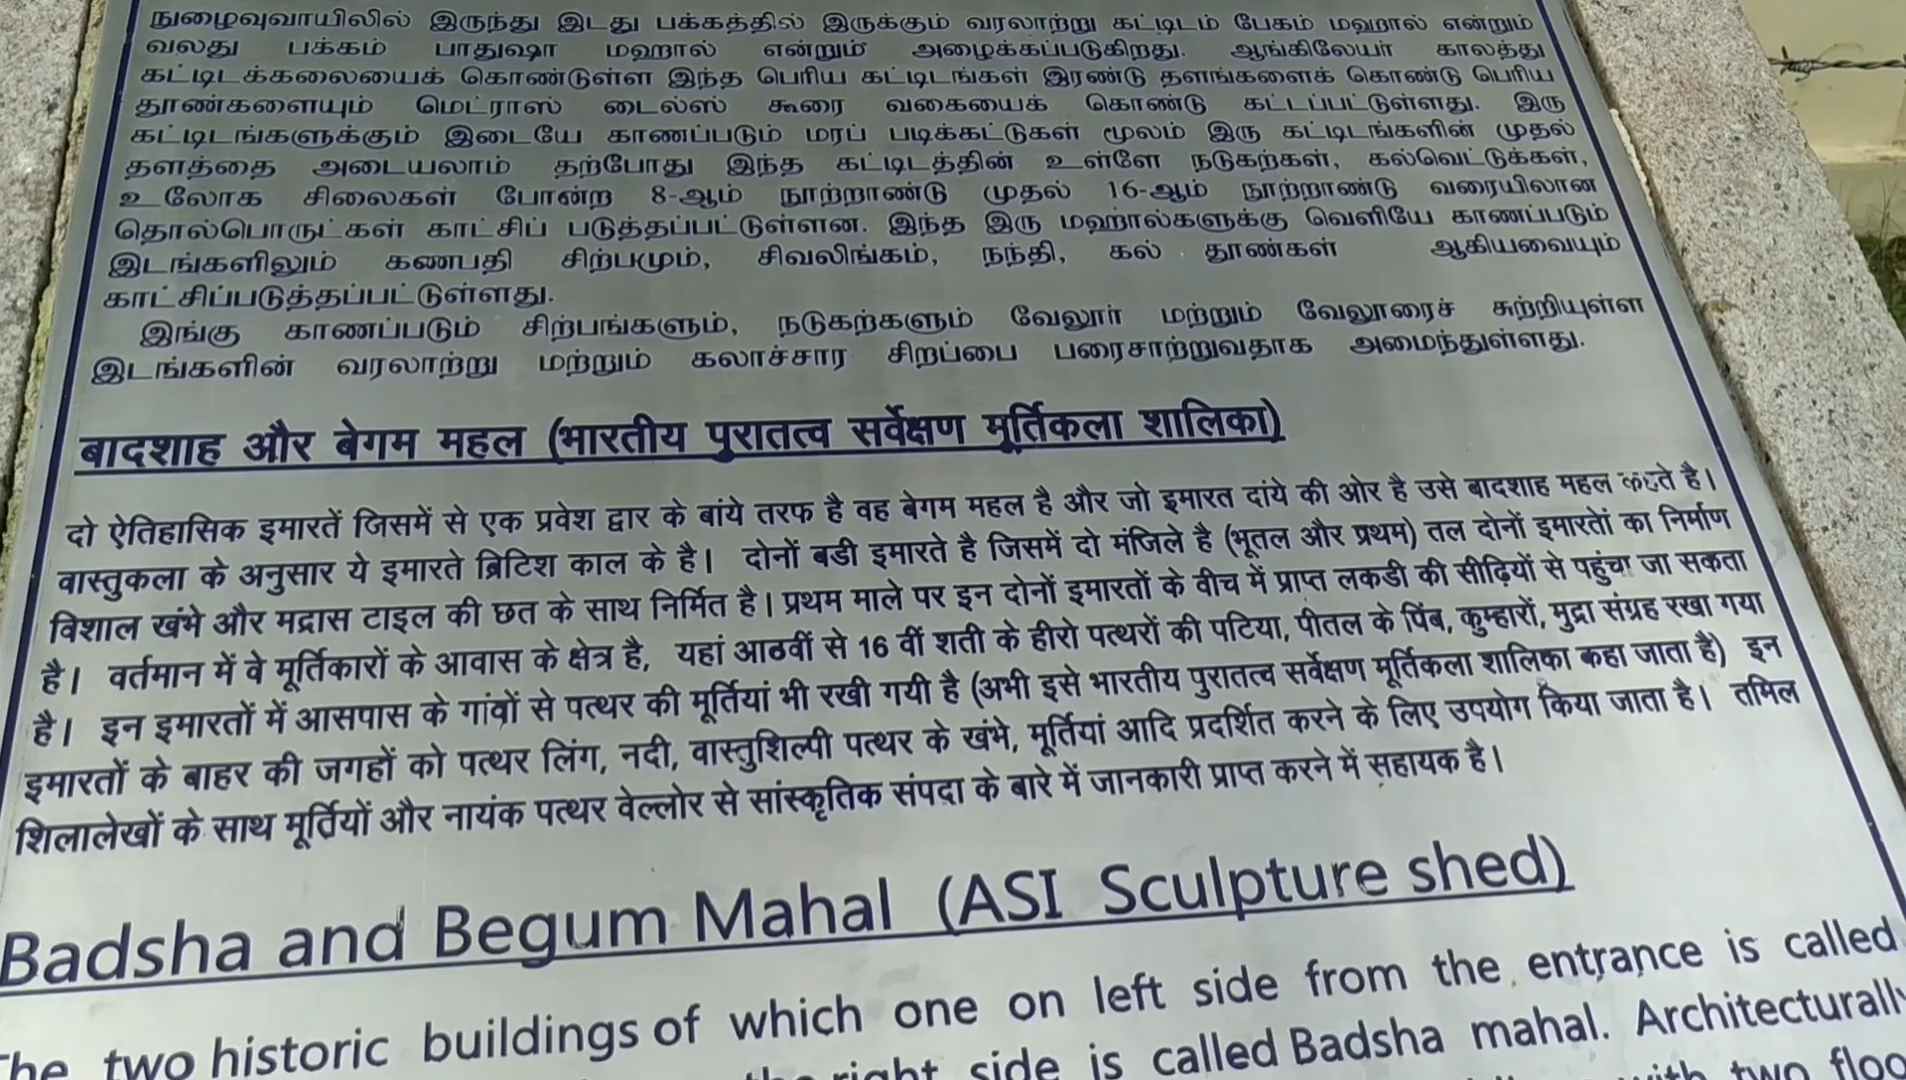 நுழைவுவாயிலில் இருந்து இடது பக்கத்தில் இருக்கும் வரலாற்று கட்டிடம் பேகம் மஹால் என்றும்
வலது பக்கம் பாதுஷா மஹால் என்றும் அழைக்கப்படுகிறது. ஆங்கிலேயர் காலத்து
கட்டிடக்கலையைக் கொண்டுள்ள இந்த பெரிய கட்டிடங்கள் இரண்டு தளங்களைக் கொண்டு பெரிய
தூண்களையும் மெட்ராஸ் டைல்ஸ் கூரை வகையைக் கொண்டு கட்டப்பட்டுள்ளது. இரு
கட்டிடங்களுக்கும் இடையே காணப்படும் மரப் படிக்கட்டுகள் மூலம் இரு கட்டிடங்களின் முதல்
தளத்தை அடையலாம் தற்போது இந்த கட்டிடத்தின் உள்ளே நடுகற்கள், கல்வெட்டுக்கள்,
உலோக சிலைகள் போன்ற 8-ஆம் நூற்றாண்டு முதல் 16-ஆம் நூற்றாண்டு வரையிலான
தொல்பொருட்கள் காட்சிப் படுத்தப்பட்டுள்ளன. இந்த இரு மஹால்களுக்கு வெளியே காணப்படும்
இடங்களிலும் கணபதி சிற்பமும், சிவலிங்கம், நந்தி, கல் தூண்கள் ஆகியவையும்
காட்சிப்படுத்தப்பட்டுள்ளது.
இங்கு காணப்படும் சிற்பங்களும், நடுகற்களும் வேலூர் மற்றும் வேலூரைச் சுற்றியுள்ள
இடங்களின் வரலாற்று மற்றும் கலாச்சார சிறப்பை பரைசாற்றுவதாக அமைந்துள்ளது.
बादशाह और बेगम महल (भारतीय पुरातत्व सर्वेक्षण मूर्तिकला शालिका)
दो ऐतिहासिक इमारतें जिसमें से एक प्रवेश द्वार के बांये तरफ है वह बेगम महल है और जो इमारत दांये की ओर है उसे बादशाह महल कहते है।
वास्तुकला के अनुसार ये इमारते ब्रिटिश काल के है। दोनों बडी इमारते है जिसमें दो मंजिले है (भूतल और प्रथम) तल दोनों इमारतों का निर्माण
विशाल खंभे और मद्रास टाइल की छत के साथ निर्मित है। प्रथम माले पर इन दोनों इमारतों के वीच में प्राप्त लकडी की सीढ़ियों से पहुंचा जा सकता
है। वर्तमान में वे मूर्तिकारों के आवास के क्षेत्र है, यहां आठवीं से 16 वीं शती के हीरो पत्थरों की पटिया, पीतल के पिंब, कुम्हारों, मुद्रा संग्रह रखा गया
है। इन इमारतों में आसपास के गांवों से पत्थर की मूर्तियां भी रखी गयी है (अभी इसे भारतीय पुरातत्व सर्वेक्षण मूर्तिकला शालिका कहा जाता है) इन
इमारतों के बाहर की जगहों को पत्थर लिंग, नदी, वास्तुशिल्पी पत्थर के खंभे, मूर्तियां आदि प्रदर्शित करने के लिए उपयोग किया जाता है। तमिल
शिलालेखों के साथ मूर्तियों और नायंक पत्थर वेल्लोर से सांस्कृतिक संपदा के बारे में जानकारी प्राप्त करने में सहायक है।
Badsha and Begum Mahal (ASI Sculpture shed)
The two historic buildings of which one on left side from the entrance is called
the right side is called Badsha mahal. Architecturally
with two